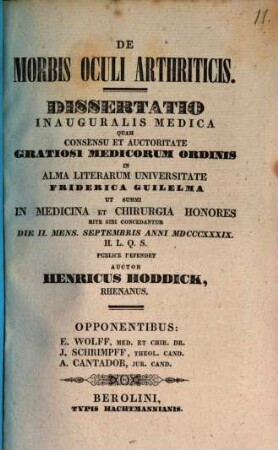 11.
DE
MORBIS OCULI ARTHRITICIS.
DISSERTATIO
INAUGURALIS MEDICA
QUAM
CONSENSU ET AUCTORITATE
GRATIOSI MEDICORUM ORDINIS
IN
ALMA LITERARUM UNIVERSITATE
FRIDERICA GUILELMA
UT SUMMI
IN MEDICINA ET CHIRURGIA HONORES
RITE SIBI CONCEDANTUR
DIE II. MENS. SEPTEMBRIS ANNI MDCCCXXXIX.
H. L. Q. S.
PUBLICE DEFENDET
AUCTOR
HENRICUS HODDICK,
RHENANUS.
OPPONENTIBUS:
E. WOLFF, MED. ET CHIR. DR.
J. SCHRIMPFF, THEOL. CAND.
A. CANTADOR, JUR. CAND.
BEROLINI,
TYPIS HACHTMANNIANIS.